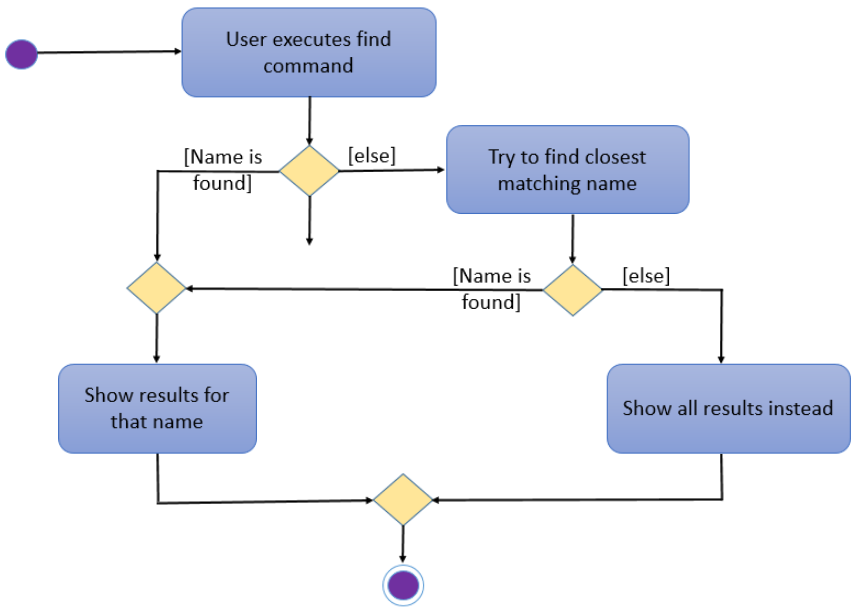 User executes find
command
[Name is
found]
[else]
Try to find closest
matching name
[Name is
found]
[else]
Show results for
that name
Show all results instead